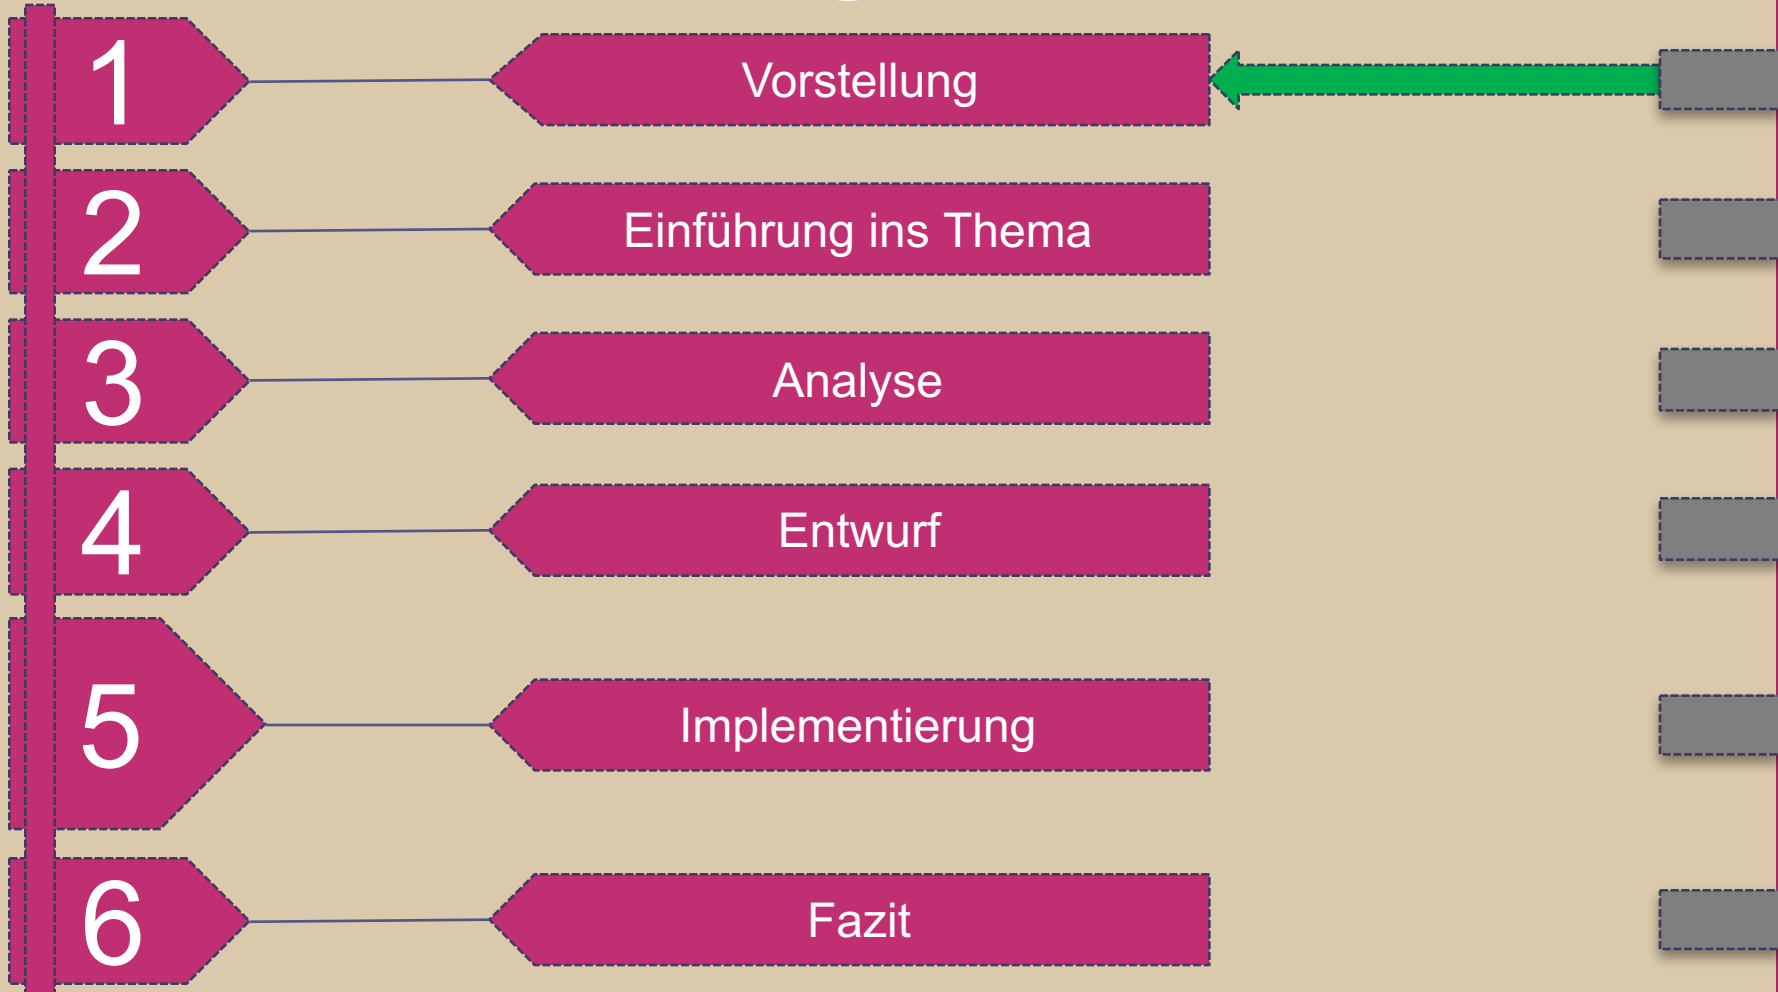 1
Vorstellung
2
Einführung ins Thema
3
Analyse
4
Entwurf
5
Implementierung
6
Fazit